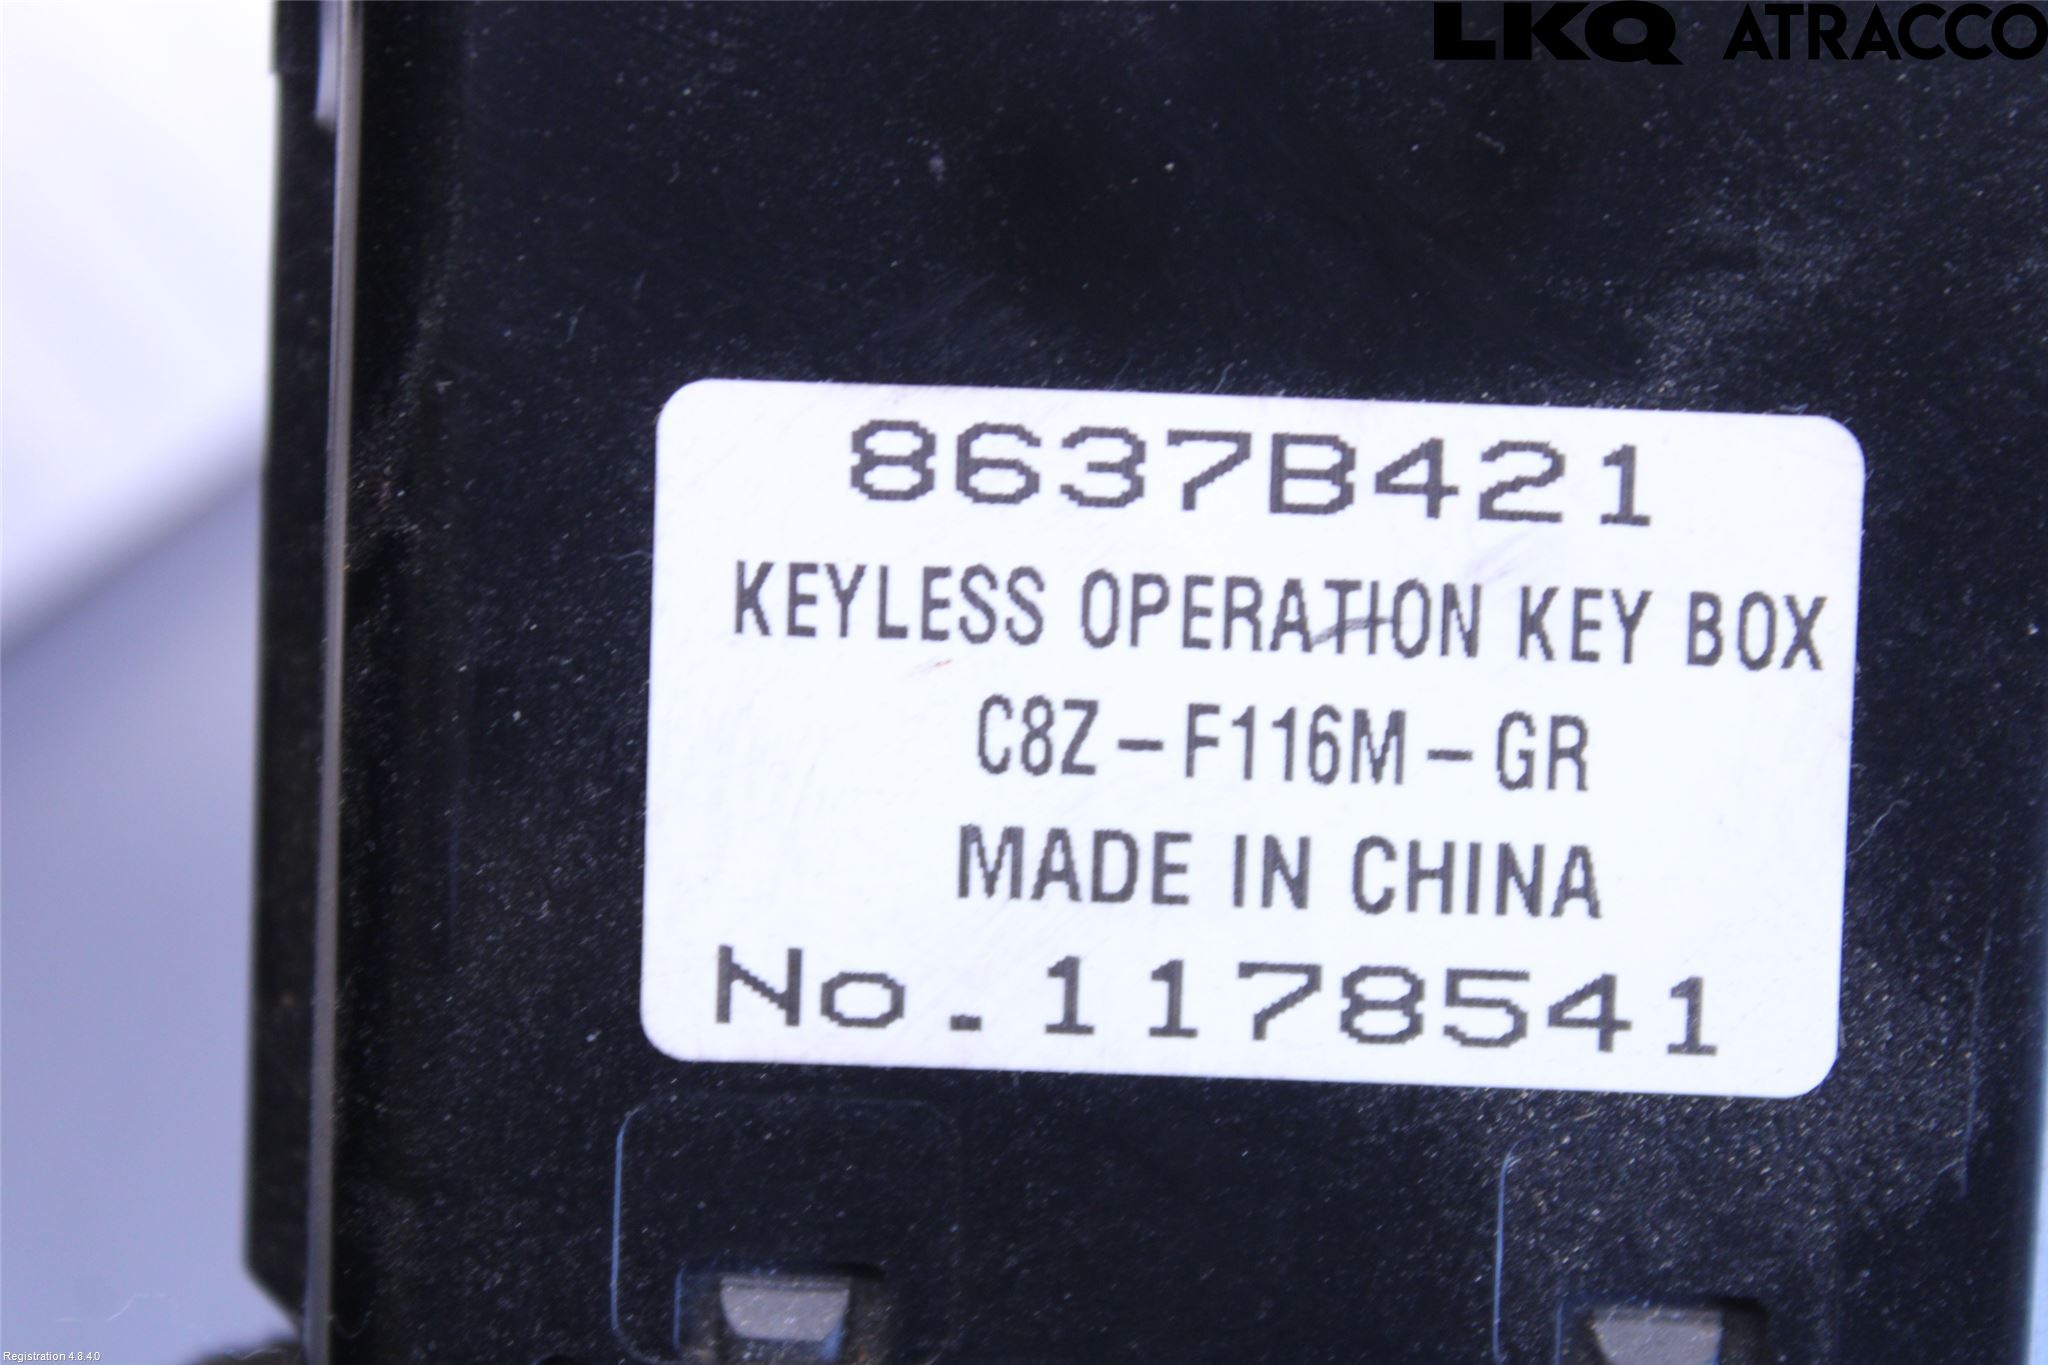 LKQ ATRACCO
8637B421
KEYLESS OPERATION KEY BOX
C8Z-F116M-GR
MADE IN CHINA
No.1178541
Registration 4.8.4.0